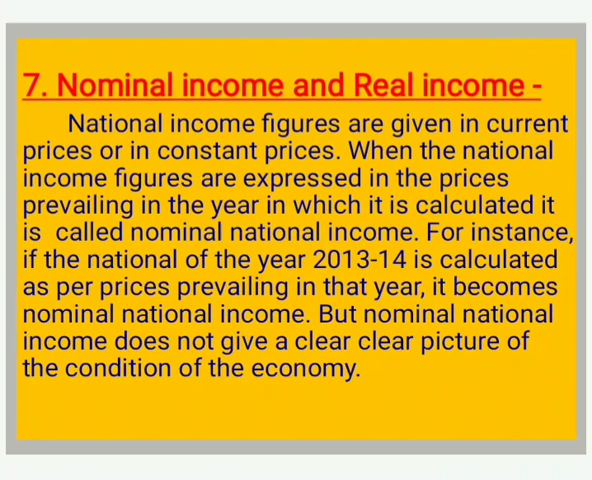 7. Nominal income and Real income -
National income figures are given in current
prices or in constant prices. When the national
income figures are expressed in the prices
prevailing in the year in which it is calculated it
is called nominal national income. For instance,
if the national of the year 2013-14 is calculated
as per prices prevailing in that year, it becomes
nominal national income. But nominal national
income does not give a clear clear picture of
the condition of the economy.